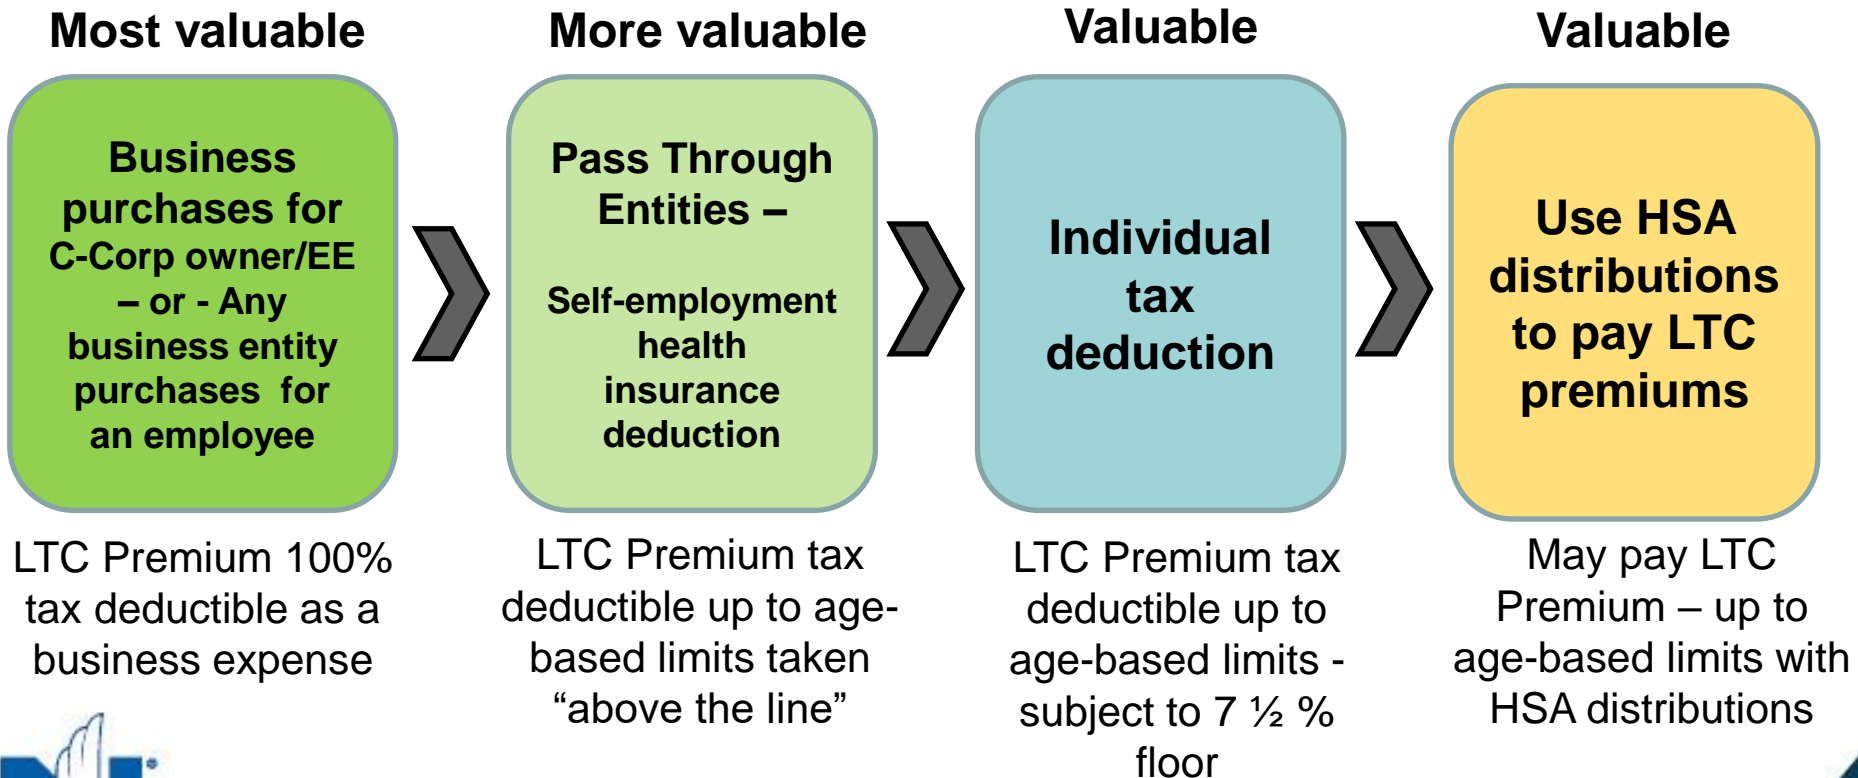 Most valuable
Business
purchases for
C-Corp owner/EE
– or - Any
business entity
purchases for
an employee
LTC Premium 100%
tax deductible as a
business expense
More valuable
Pass Through
Entities –
Self-employment
health
insurance
deduction
LTC Premium tax
deductible up to age-
based limits taken
“above the line”
Valuable
Individual
tax
deduction
LTC Premium tax
deductible up to
age-based limits -
subject to 7 ½ %
floor
Valuable
Use HSA
distributions
to pay LTC
premiums
May pay LTC
Premium – up to
age-based limits with
HSA distributions